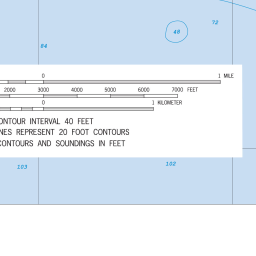 72
48
84
0 1 MILE
2000 3000 4000 5000 6000 7000 FEET
0 1 KILOMETER
ONTOUR INTERVAL 40 FEET
NES REPRESENT 20 FOOT CONTOURS
CONTOURS AND SOUNDINGS IN FEET
103 102